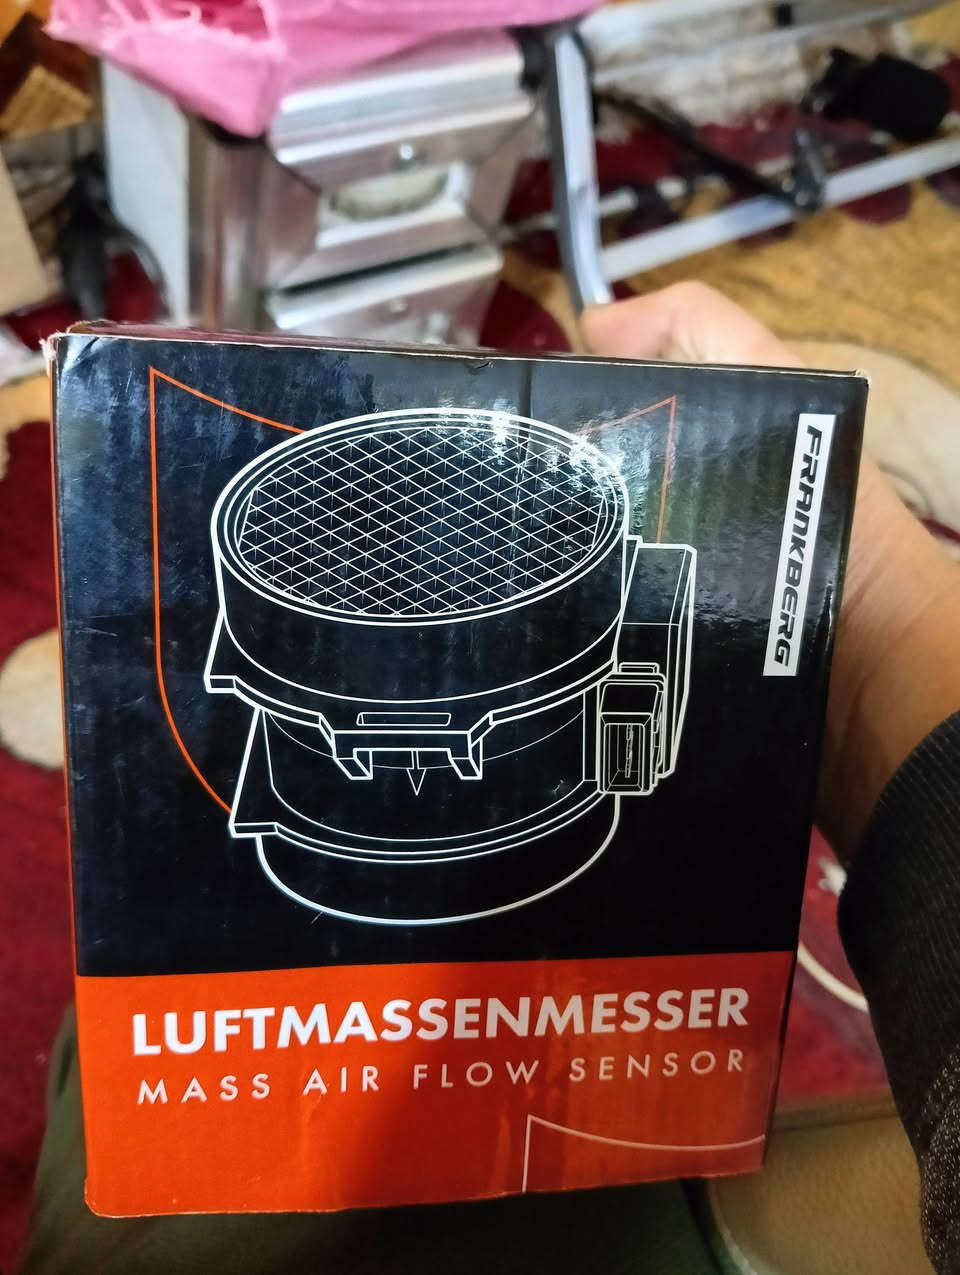 FRANKBERG
LUFTMASSENMESSER
MASS AIR FLOW SENSOR